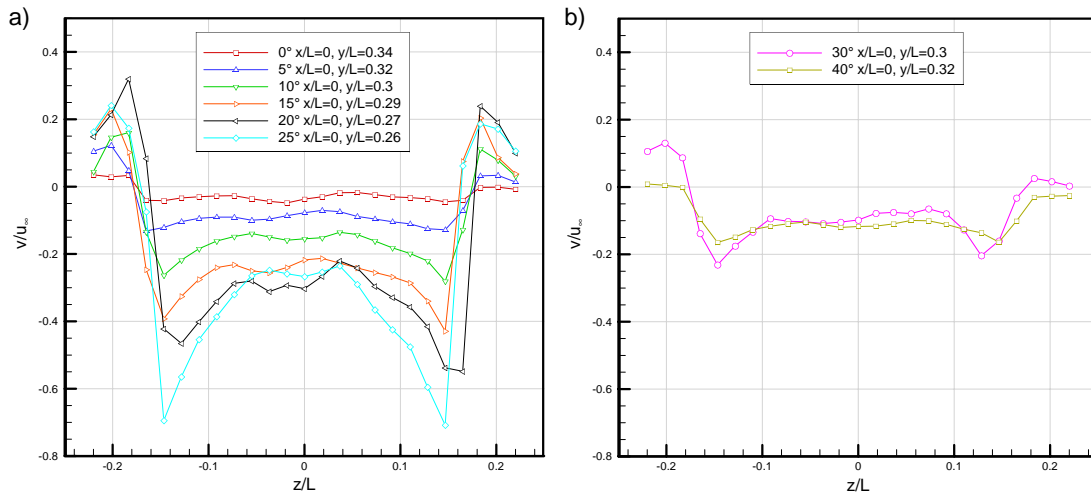 a)
0° x/L=0, y/L=0.34
5° x/L=0, y/L=0.32
10° x/L=0, y/L=0.3
15° x/L=0, y/L=0.29
20° x/L=0, y/L=0.27
25° x/L=0, y/L=0.26
0.4
0.2
0
-0.2
-0.4
-0.6
-0.8
v/u∞
-0.2
-0.1
0
0.1
0.2
z/L
b)
30° x/L=0, y/L=0.3
40° x/L=0, y/L=0.32
0.4
0.2
0
-0.2
-0.4
-0.6
-0.8
v/u∞
-0.2
-0.1
0
0.1
0.2
z/L